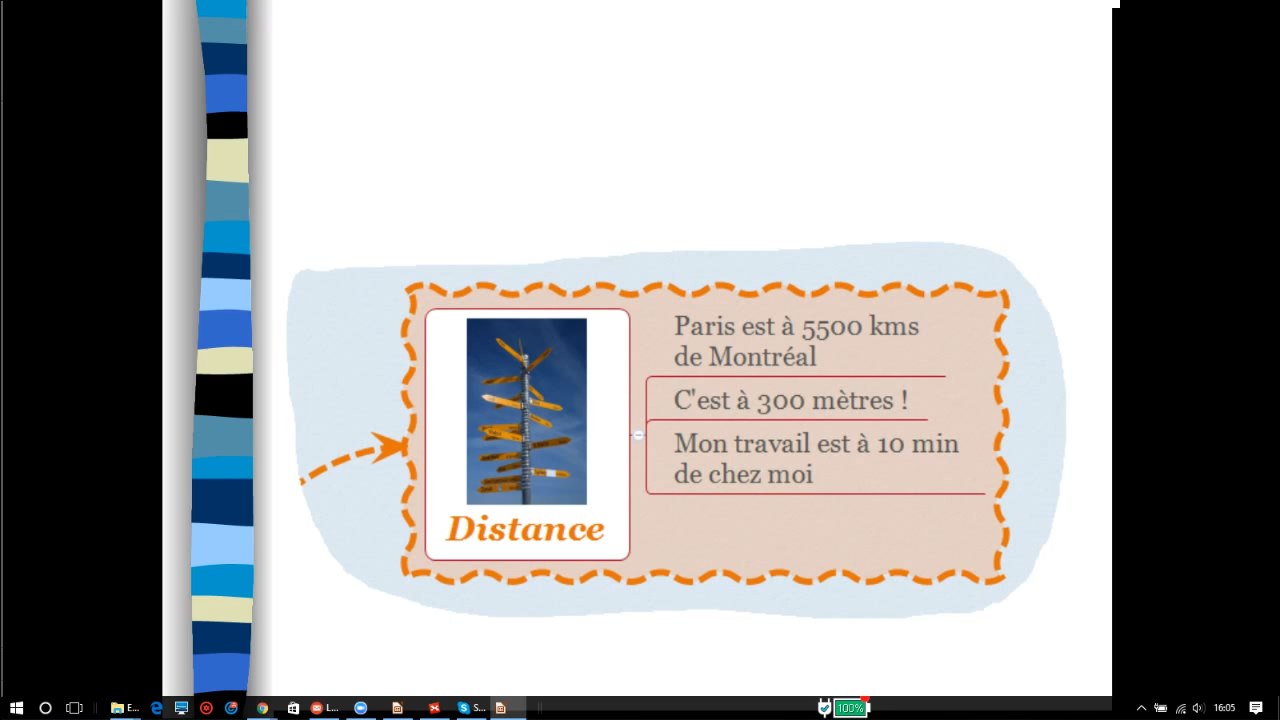 Paris est à 5500 kms
de Montréal
C'est à 300 mètres !
Mon travail est à 10 min
de chez moi
Distance
E...
L...
S...
100%
16:05